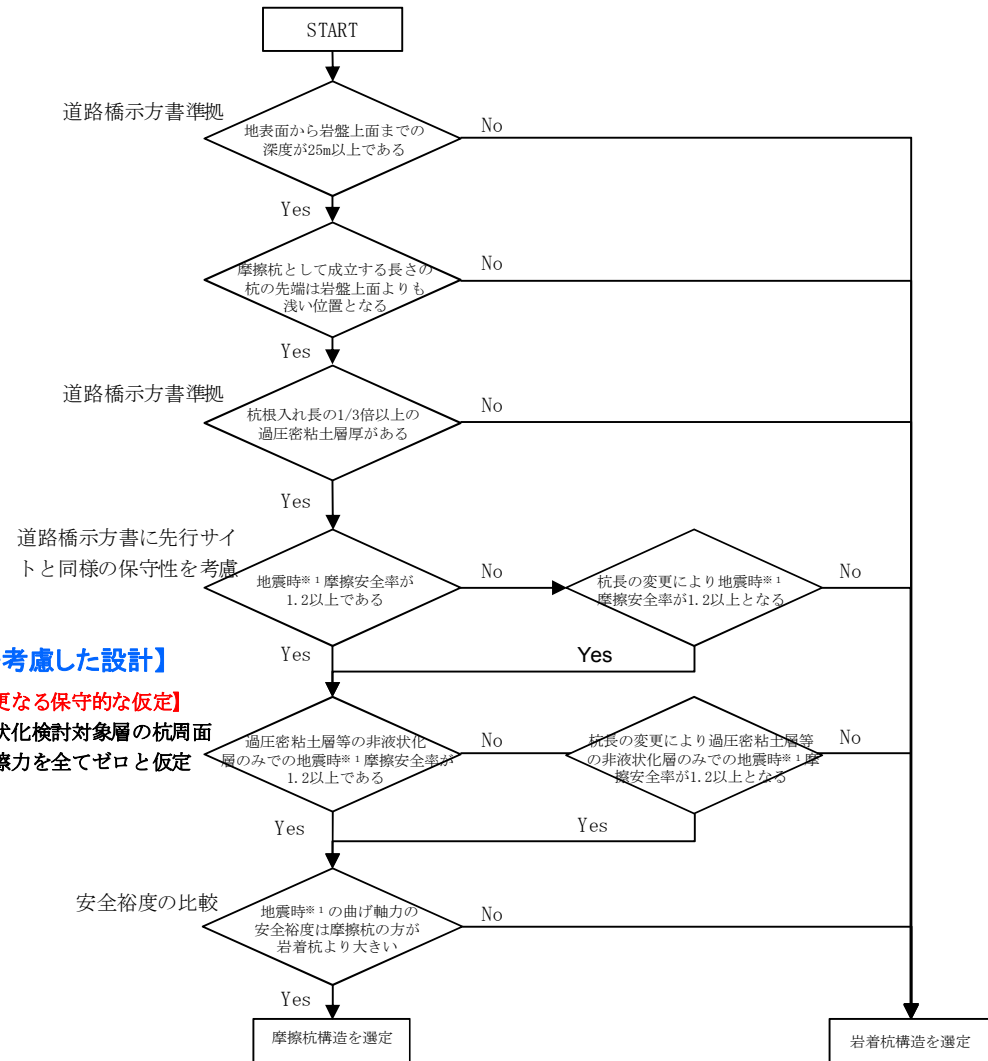 START
道路橋示方書準拠
地表面から岩盤上面までの
深度が25m以上である
No
Yes
摩擦杭として成立する長さの
杭の先端は岩盤上面よりも
浅い位置となる
No
Yes
道路橋示方書準拠
杭根入れ長の1/3倍以上の
過圧密粘土層厚がある
No
Yes
道路橋示方書に先行サイ
トと同様の保守性を考慮
地震時※1摩擦安全率が
1.2以上である
No
杭長の変更により地震時※1
摩擦安全率が1.2以上となる
No
Yes
Yes
考慮した設計】
更なる保守的な仮定】
状化検討対象層の杭周面
擦力を全てゼロと仮定
過圧密粘土層等の非液状化
層のみでの地震時※1摩擦安全率が
1.2以上である
No
杭長の変更により過圧密粘土層等
の非液状化層のみでの地震時※1摩
擦安全率が1.2以上となる
No
Yes
Yes
安全裕度の比較
地震時※1の曲げ軸力の
安全裕度は摩擦杭の方が
岩着杭より大きい
No
Yes
摩擦杭構造を選定
岩着杭構造を選定